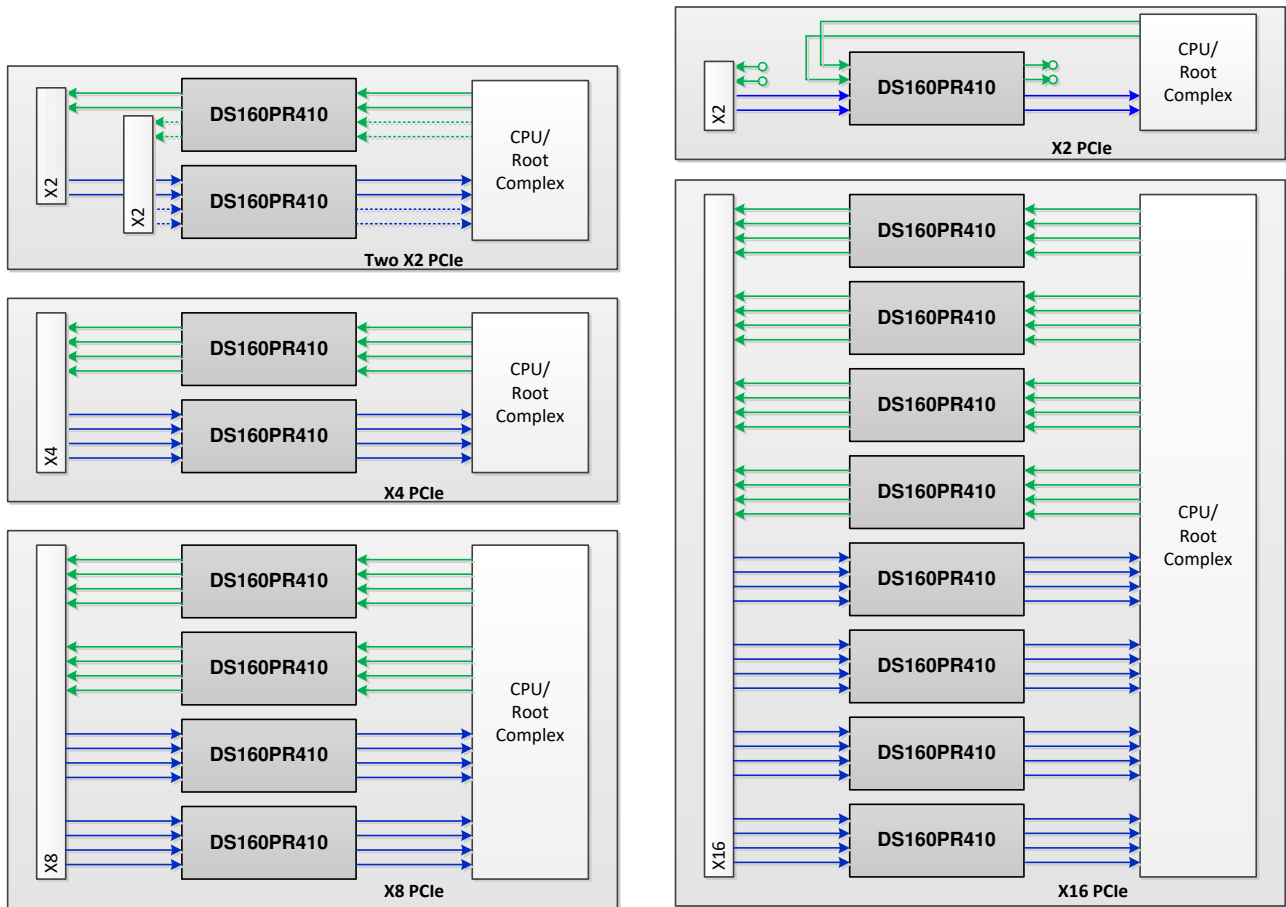 DS160PR410
X2
X2
DS160PR410
CPU/
Root
Complex
Two X2 PCIe
DS160PR410
X4
DS160PR410
CPU/
Root
Complex
X4 PCIe
DS160PR410
DS160PR410
DS160PR410
DS160PR410
X8
CPU/
Root
Complex
X8 PCIe
X2
DS160PR410
CPU/
Root
Complex
X2 PCIe
DS160PR410
DS160PR410
DS160PR410
DS160PR410
DS160PR410
DS160PR410
DS160PR410
DS160PR410
X16
CPU/
Root
Complex
X16 PCIe